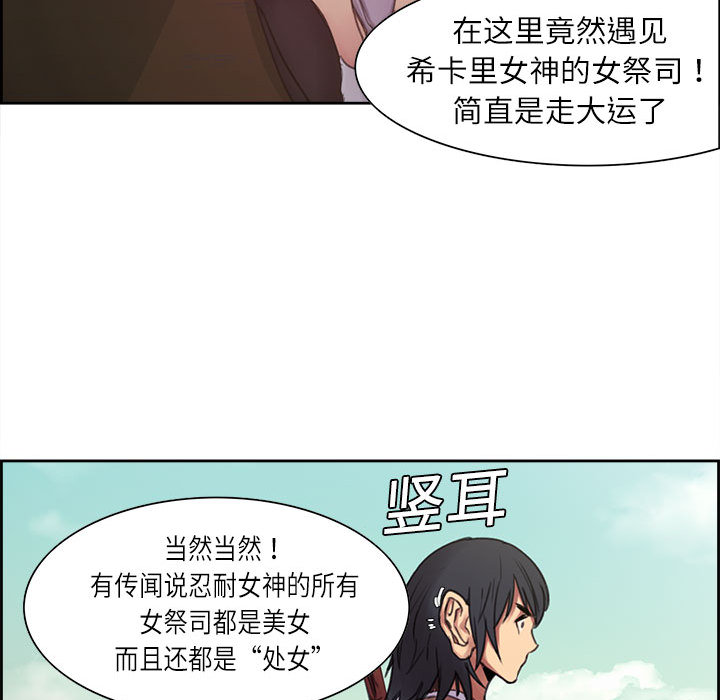 在这里竟然遇见
希卡里女神的女祭司！
简直是走大运了
竖耳
当然当然！
有传闻说忍耐女神的所有
女祭司都是美女
而且还都是“处女”